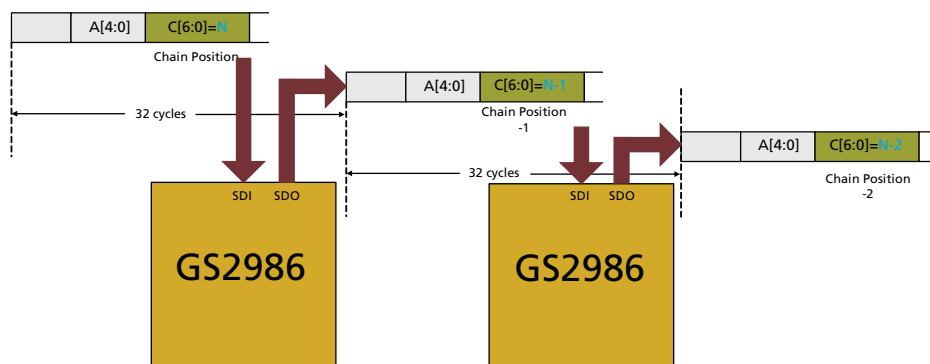 A[4:0] C[6:0]=N
Chain Position
A[4:0] C[6:0]=N-1
32 cycles
Chain Position
-1
A[4:0] C[6:0]=N-2
32 cycles
Chain Position
-2
SDI SDO
SDI SDO
GS2986
GS2986